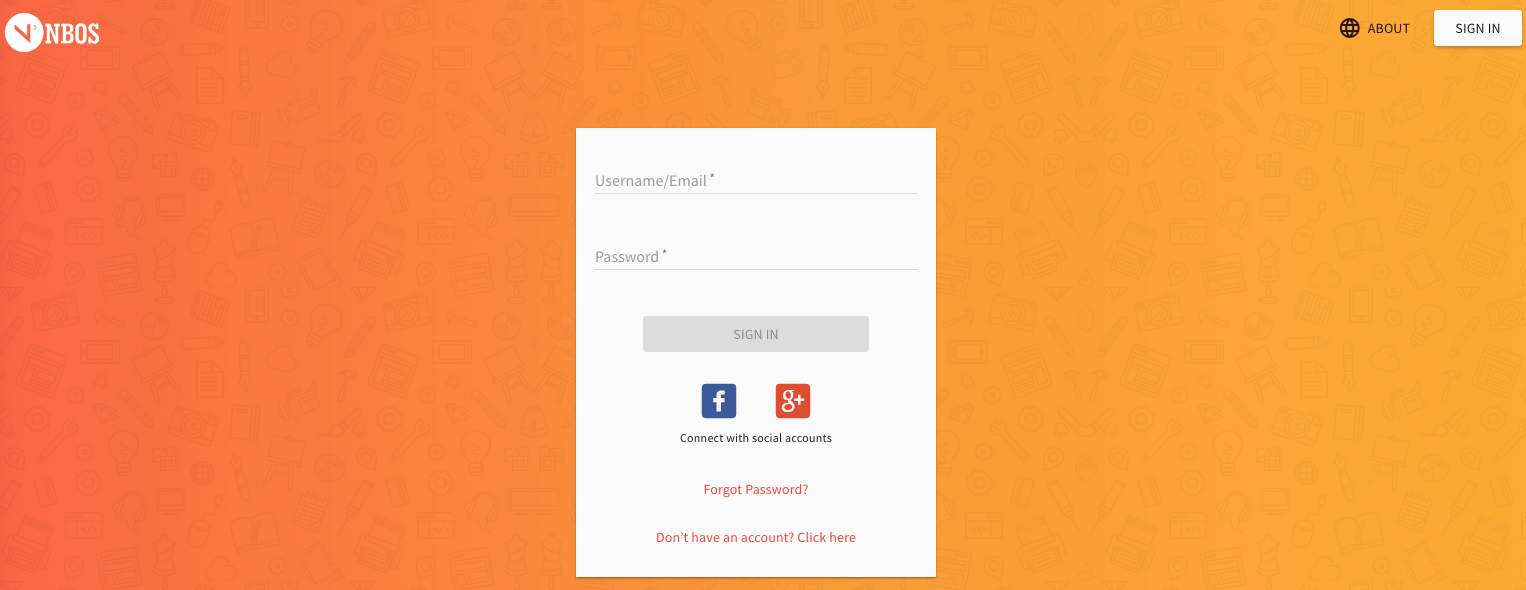 NBOS
ABOUT
SIGN IN
Username/Email *
Password *
SIGN IN
f
g+
Connect with social accounts
Forgot Password?
Don't have an account? Click here